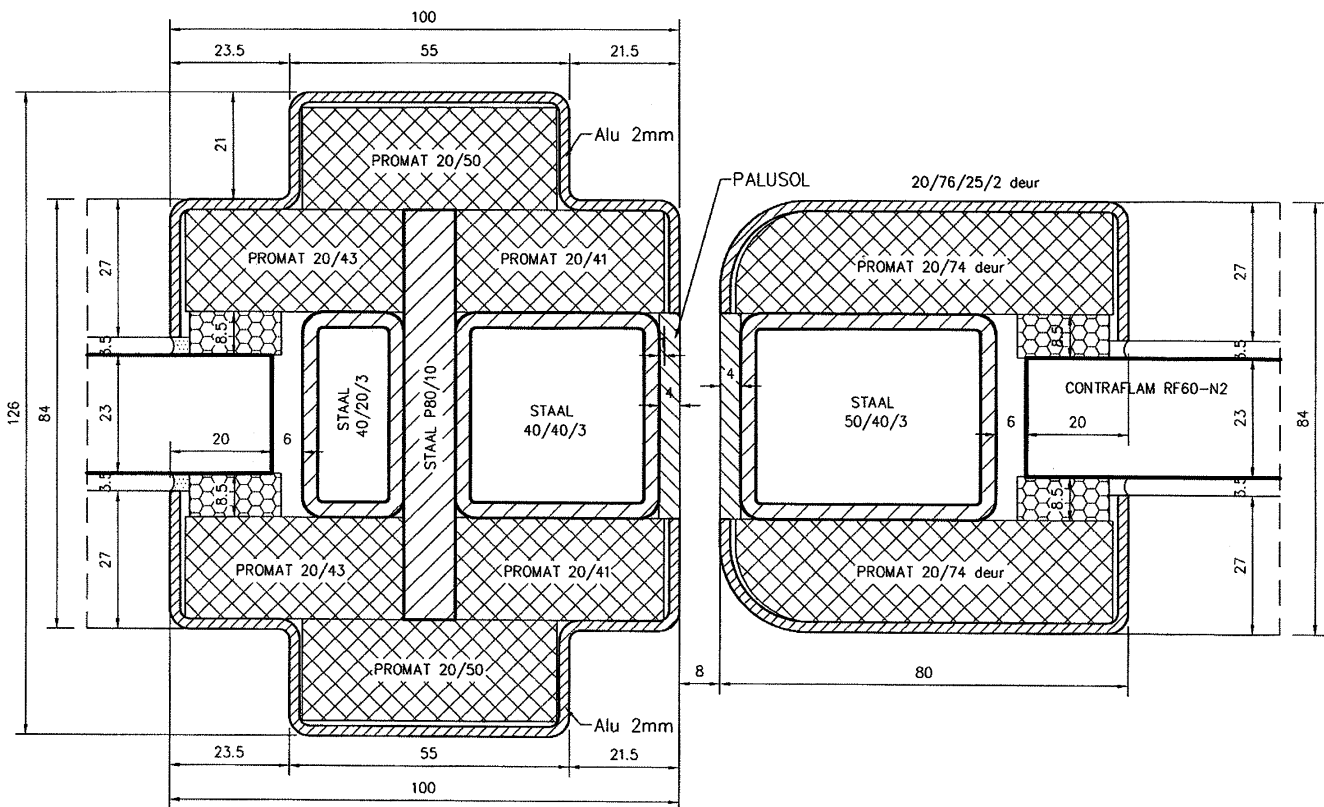 100
23.5
55
21.5
21
Alu 2mm
PROMAT 20/50
PALUSOL
20/76/25/2 deur
27
PROMAT 20/43
PROMAT 20/41
PROMAT 20/74 deur
27
8.5
8.5
3.5
3.5
126
84
23
20
6
STAAL
40/20/3
STAAL P80/10
STAAL
40/40/3
4
4
STAAL
50/40/3
6
CONTRAFLAM RF60-N2
20
23
84
3.5
8.5
8.5
3.5
27
PROMAT 20/43
PROMAT 20/41
PROMAT 20/74 deur
27
PROMAT 20/50
8
80
Alu 2mm
23.5
55
21.5
100